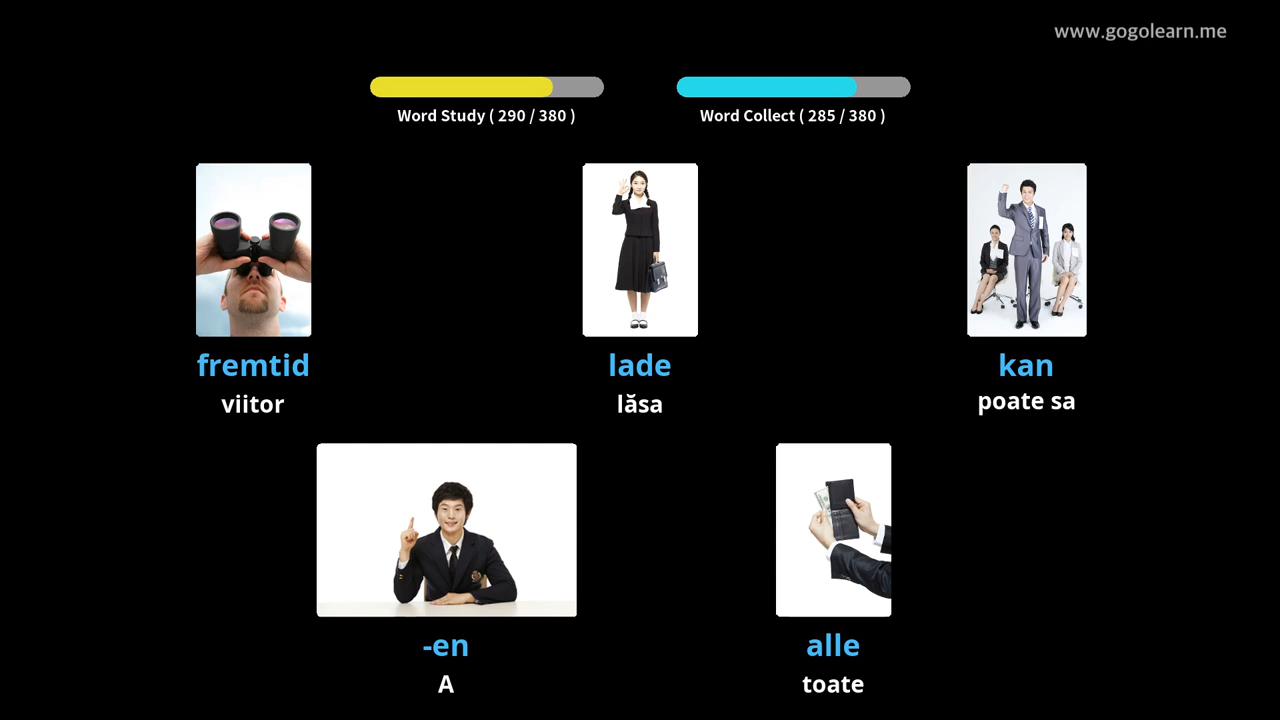 www.gogolearn.me
Word Study ( 290 / 380 )
Word Collect ( 285 / 380 )
fremtid
viitor
lade
lăsa
kan
poate sa
-en
A
alle
toate